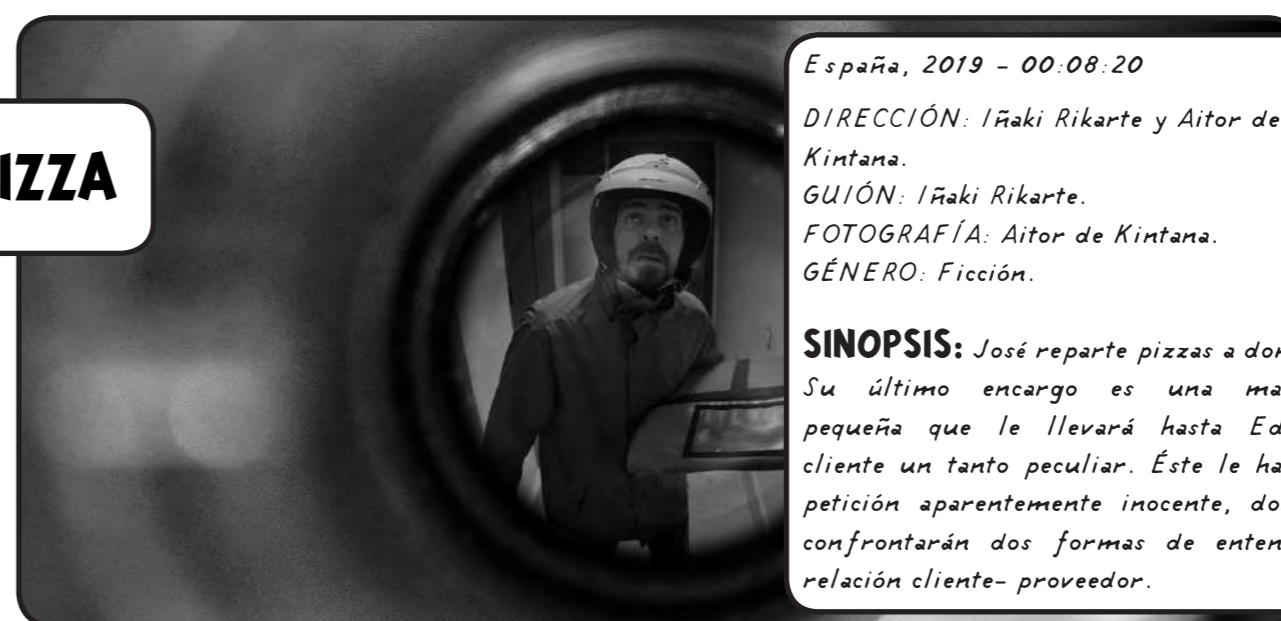 IZZA
España, 2019 - 00:08:20
DIRECCIÓN: Iñaki Rikarte y Aitor de
Kintana.
GUIÓN: Iñaki Rikarte.
FOTOGRAFÍA: Aitor de Kintana.
GÉNERO: Ficción.
SINOPSIS: José reparte pizzas a
Su último encargo es una
pequeña que le llevará hasta
cliente un tanto peculiar. Éste le
petición aparentemente inocente,
confrontarán dos formas de
relación cliente- proveedor.